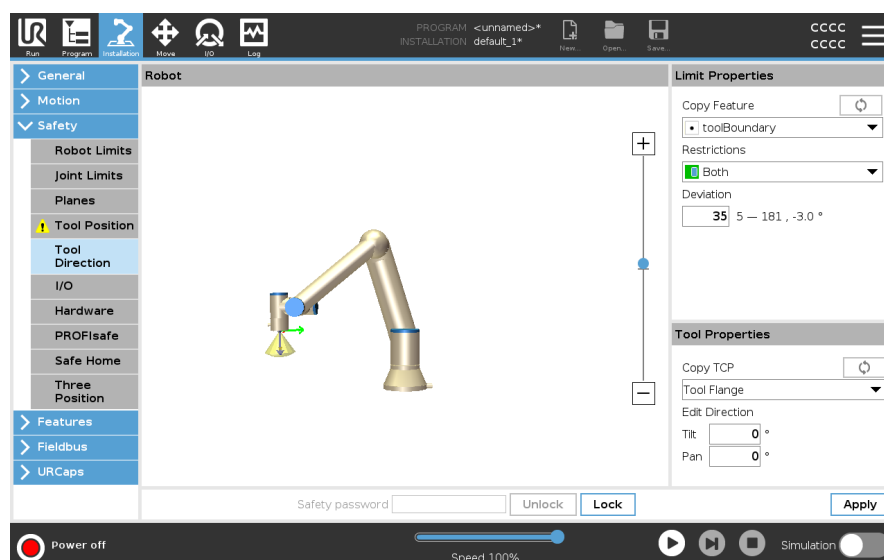 PROGRAM <unnamed>*
INSTALLATION default_1*
CCCC
CCCC
Run
Program
Installation
Move
I/O
Log
New...
Open...
Save...
General
Motion
Safety
Robot Limits
Joint Limits
Planes
Tool Position
Tool
Direction
I/O
Hardware
PROFIsafe
Safe Home
Three
Position
Features
Fieldbus
URCaps
Robot
Safety password
Unlock
Lock
Limit Properties
Copy Feature
toolBoundary
Restrictions
Both
Deviation
35 5 — 181 , -3.0 °
Tool Properties
Copy TCP
Tool Flange
Edit Direction
Tilt 0 °
Pan 0 °
Apply
Power off
Speed 100%
Simulation